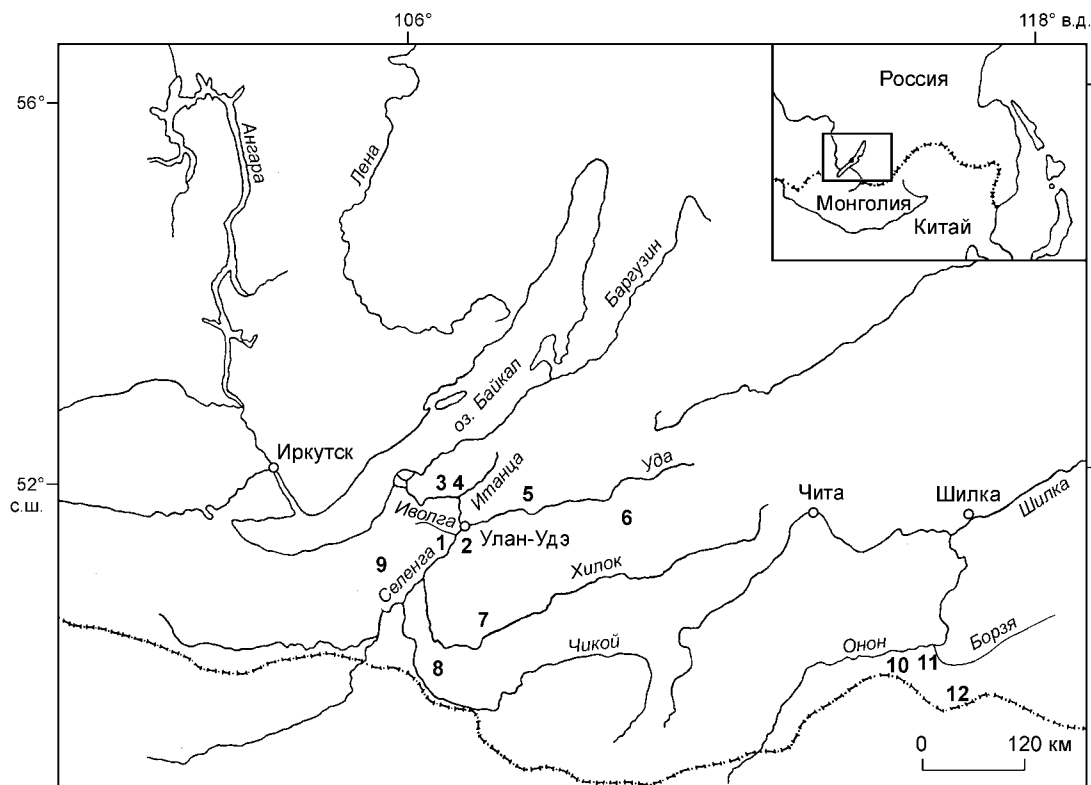 106°
118° в.д.
56°
Россия
Ангара
Лена
Монголия
Китай
Баргузин
оз. Байкал
Иркутск
52°
с.ш.
3 4
Итанца
Уда
5
6
Чита
Шилка
Шилка
Иволга
1 2
Улан-Удэ
9
Селенга
Хилок
7
Чикой
8
Онон
Борзя
10 11
12
0 120 км